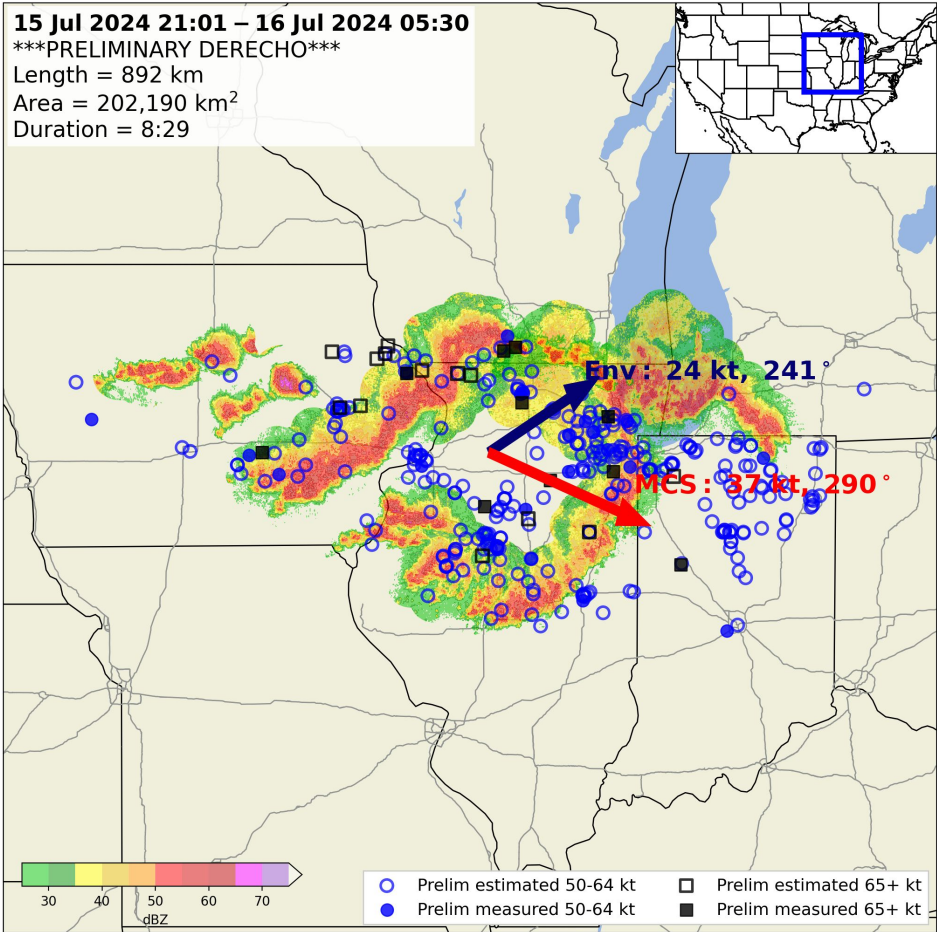 15 Jul 2024 21:01 – 16 Jul 2024 05:30
***PRELIMINARY DERECHO***
Length = 892 km
Area = 202,190 km²
Duration = 8:29
Env: 24 kt, 241°
MCS: 37 kt, 290°
30 40 50 60 70
dBZ
Prelim estimated 50-64 kt
Prelim measured 50-64 kt
Prelim estimated 65+ kt
Prelim measured 65+ kt